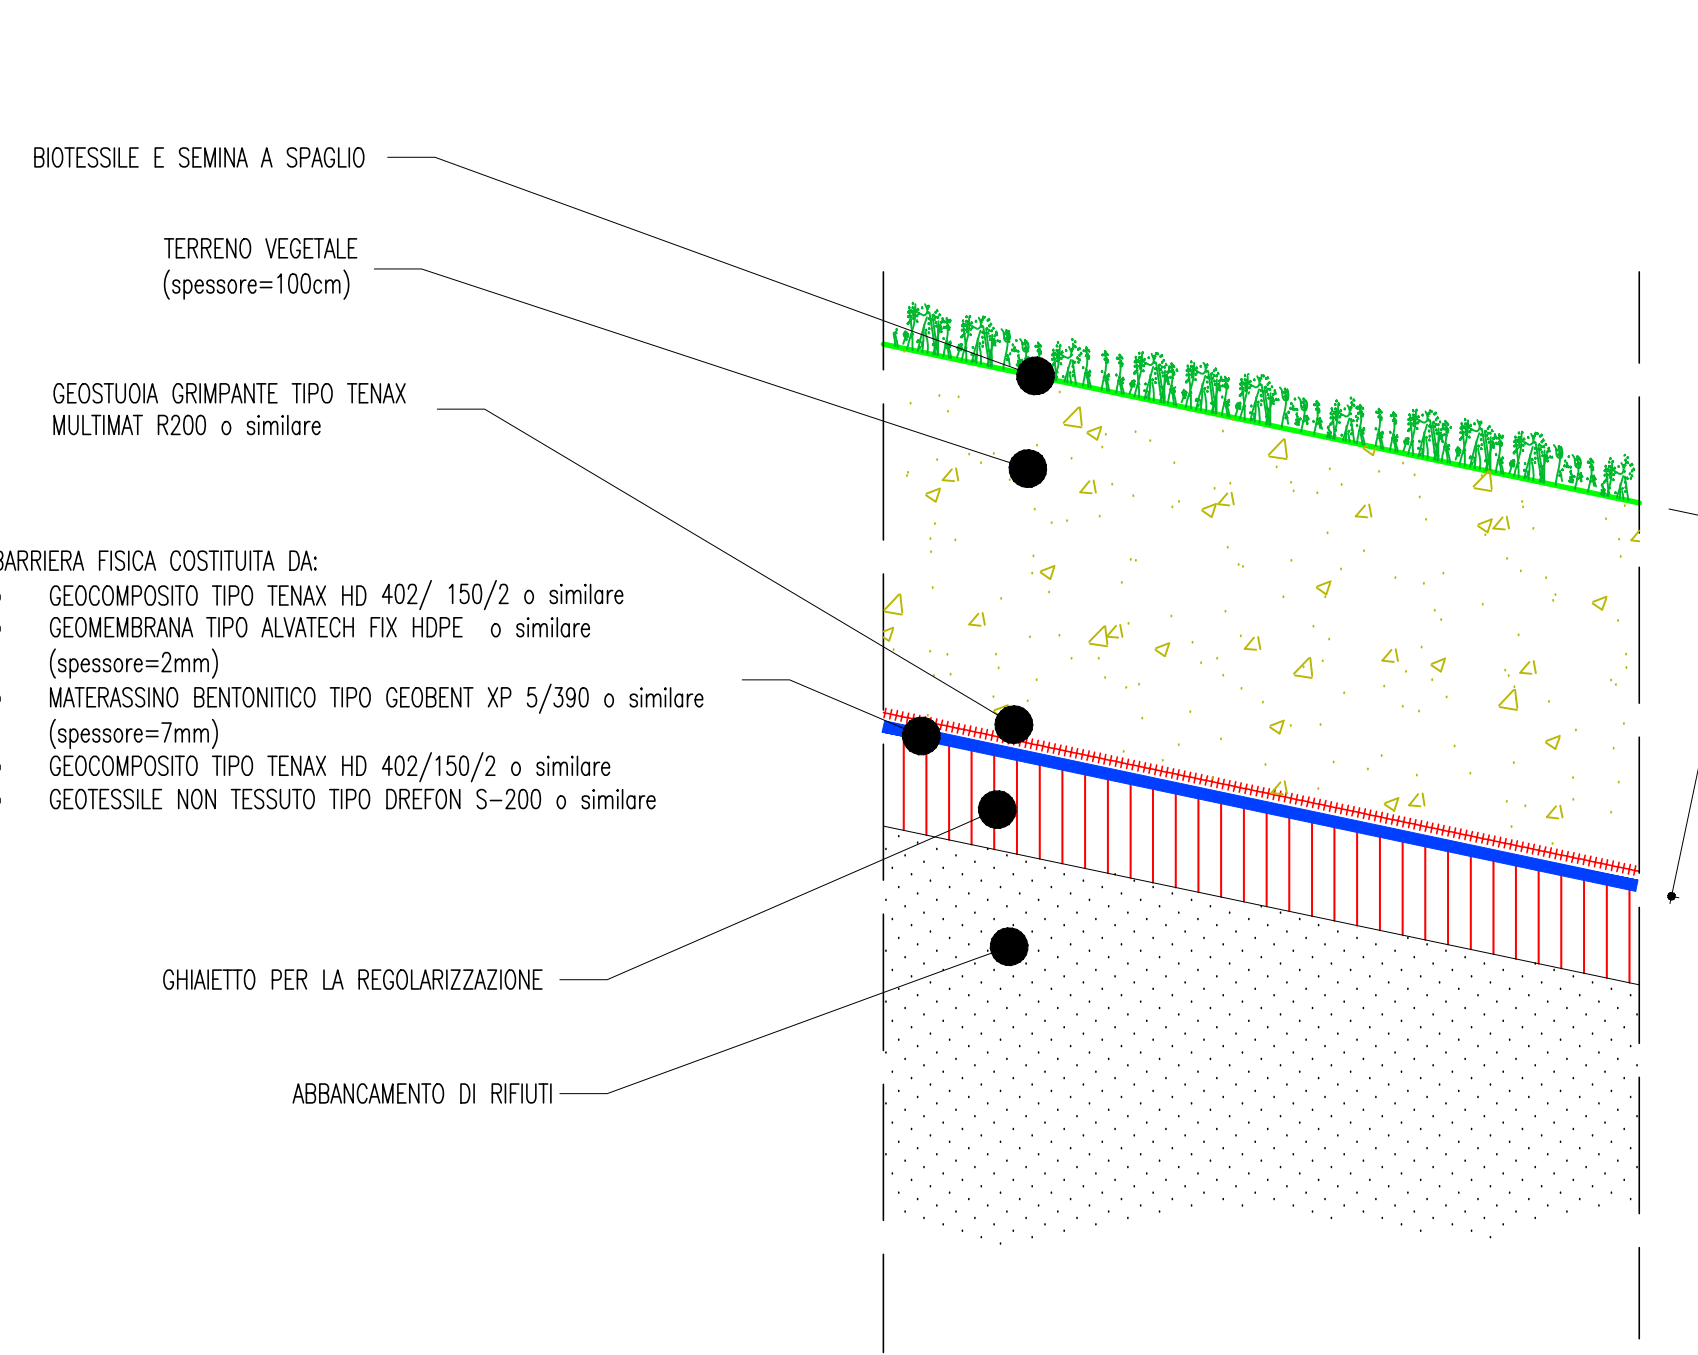 BIOTESSILE E SEMINA A SPAGLIO
TERRENO VEGETALE
(spessore=100cm)
GEOSTUOIA GRIMPANTE TIPO TENAX
MULTIMAT R200 o similare
BARRIERA FISICA COSTITUITA DA:
GEOCOMPOSITO TIPO TENAX HD 402/ 150/2 o similare
GEOMEMBRANA TIPO ALVATECH FIX HDPE o similare
(spessore=2mm)
MATERASSINO BENTONITICO TIPO GEOBENT XP 5/390 o similare
(spessore=7mm)
GEOCOMPOSITO TIPO TENAX HD 402/150/2 o similare
GEOTESSILE NON TESSUTO TIPO DREFON S-200 o similare
GHIAIETTO PER LA REGOLARIZZAZIONE
ABBANCAMENTO DI RIFIUTI